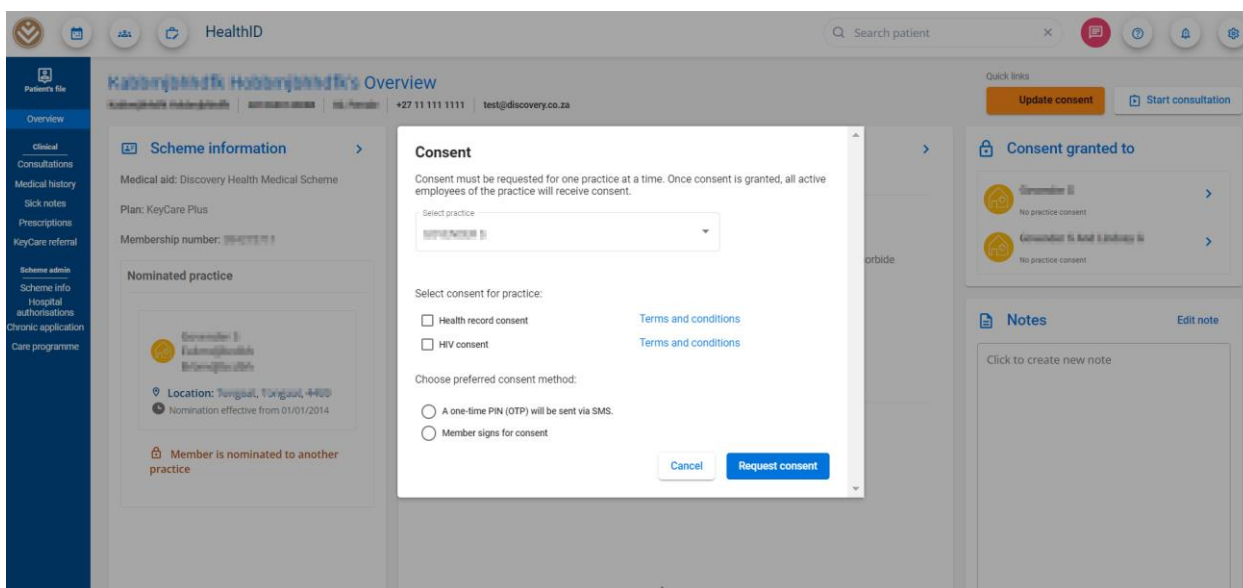 HealthID
Search patient
Patient's file
Overview
Clinical
Consultations
Medical history
Sick notes
Prescriptions
KeyCare referral
Scheme admin
Scheme info
Hospital
authorisations
Chronic application
Care programme
Overview
+27 11 111 1111 test@discovery.co.za
Quick links
Update consent
Start consultation
Scheme information
Medical aid: Discovery Health Medical Scheme
Plan: KeyCare Plus
Membership number:
Nominated practice
Location:
Nomination effective from 01/01/2014
Member is nominated to another
practice
Consent
Consent must be requested for one practice at a time. Once consent is granted, all active
employees of the practice will receive consent.
Select practice
Select consent for practice:
Health record consent Terms and conditions
HIV consent Terms and conditions
Choose preferred consent method:
A one-time PIN (OTP) will be sent via SMS.
Member signs for consent
Cancel Request consent
orbide
Consent granted to
No practice consent
No practice consent
Notes Edit note
Click to create new note